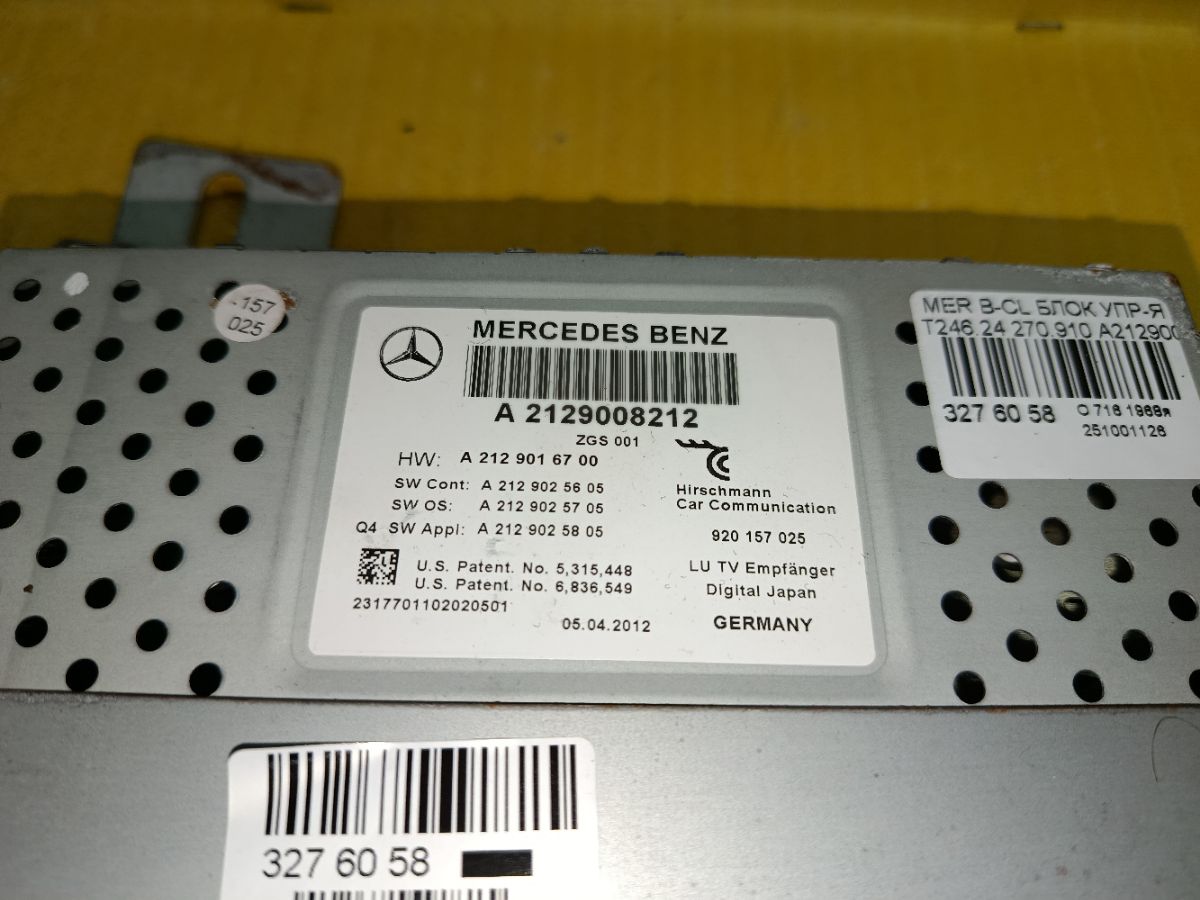 -157
025
MERCEDES BENZ
A 2129008212
ZGS 001
HW: A 212 901 67 00
SW Cont: A 212 902 56 05
SW OS: A 212 902 57 05
Q4 SW Appl: A 212 902 58 05
U.S. Patent. No. 5,315,448
U.S. Patent. No. 6,836,549
2317701102020501
05.04.2012
Hirschmann
Car Communication
920 157 025
LU TV Empfänger
Digital Japan
GERMANY
MER B-CL БЛОК УПР-Я
T246.24 270.910 A212900
327 60 58 O 716 1969я
251001126
327 60 58